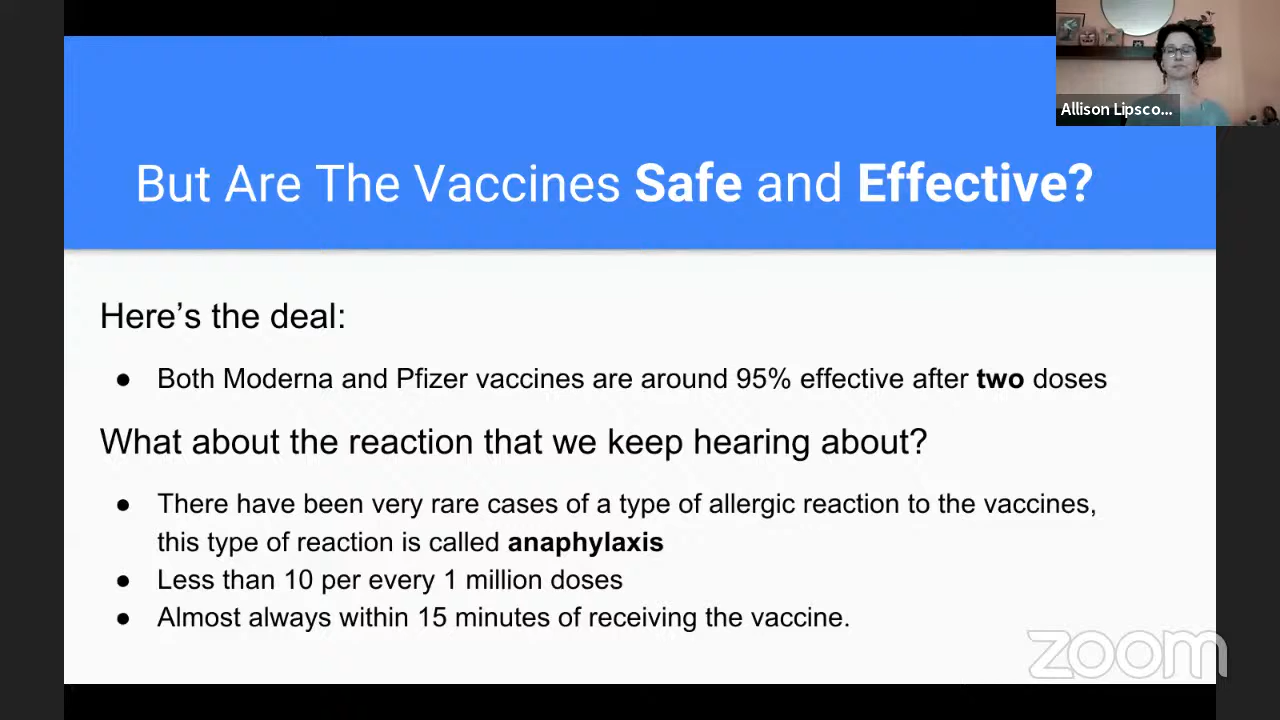 Allison Lipsco...
But Are The Vaccines Safe and Effective?
Here’s the deal:
● Both Moderna and Pfizer vaccines are around 95% effective after two doses
What about the reaction that we keep hearing about?
● There have been very rare cases of a type of allergic reaction to the vaccines,
this type of reaction is called anaphylaxis
● Less than 10 per every 1 million doses
● Almost always within 15 minutes of receiving the vaccine.
zoom